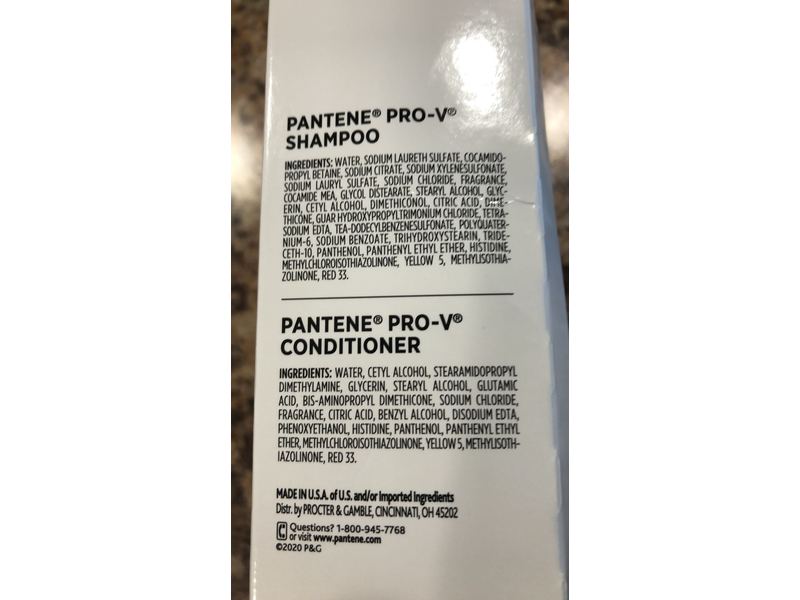 PANTENE® PRO-V®
SHAMPOO
INGREDIENTS: WATER, SODIUM LAURETH SULFATE, COCAMIDO-
PROPYL BETAINE, SODIUM CITRATE, SODIUM XYLENESULFONATE,
SODIUM LAURYL SULFATE, SODIUM CHLORIDE, FRAGRANCE,
COCAMIDE MEA, GLYCOL DISTEARATE, STEARYL ALCOHOL, GLYC-
ERIN, CETYL ALCOHOL, DIMETHICONOL, CITRIC ACID, DIME-
THICONE, GUAR HYDROXYPROPYLTRIMONIUM CHLORIDE, TETRA-
SODIUM EDTA, TEA-DODECYLBENZENESULFONATE, POLYQUATER-
NIUM-6, SODIUM BENZOATE, TRIHYDROXYSTEARIN, TRIDE-
CETH-10, PANTHENOL, PANTHENYL ETHYL ETHER, HISTIDINE,
METHYLCHLOROISOTHIAZOLINONE, YELLOW 5, METHYLISOTHIA-
ZOLINONE, RED 33.
PANTENE® PRO-V®
CONDITIONER
INGREDIENTS: WATER, CETYL ALCOHOL, STEARAMIDOPROPYL
DIMETHYLAMINE, GLYCERIN, STEARYL ALCOHOL, GLUTAMIC
ACID, BIS-AMINOPROPYL DIMETHICONE, SODIUM CHLORIDE,
FRAGRANCE, CITRIC ACID, BENZYL ALCOHOL, DISODIUM EDTA,
PHENOXYETHANOL, HISTIDINE, PANTHENOL, PANTHENYL ETHYL
ETHER, METHYLCHLOROISOTHIAZOLINONE, YELLOW 5, METHYLISOTH-
IAZOLINONE, RED 33.
MADE IN U.S.A. of U.S. and/or Imported Ingredients
Distr. by PROCTER & GAMBLE, CINCINNATI, OH 45202
Questions? 1-800-945-7768
or visit www.pantene.com
©2020 P&G